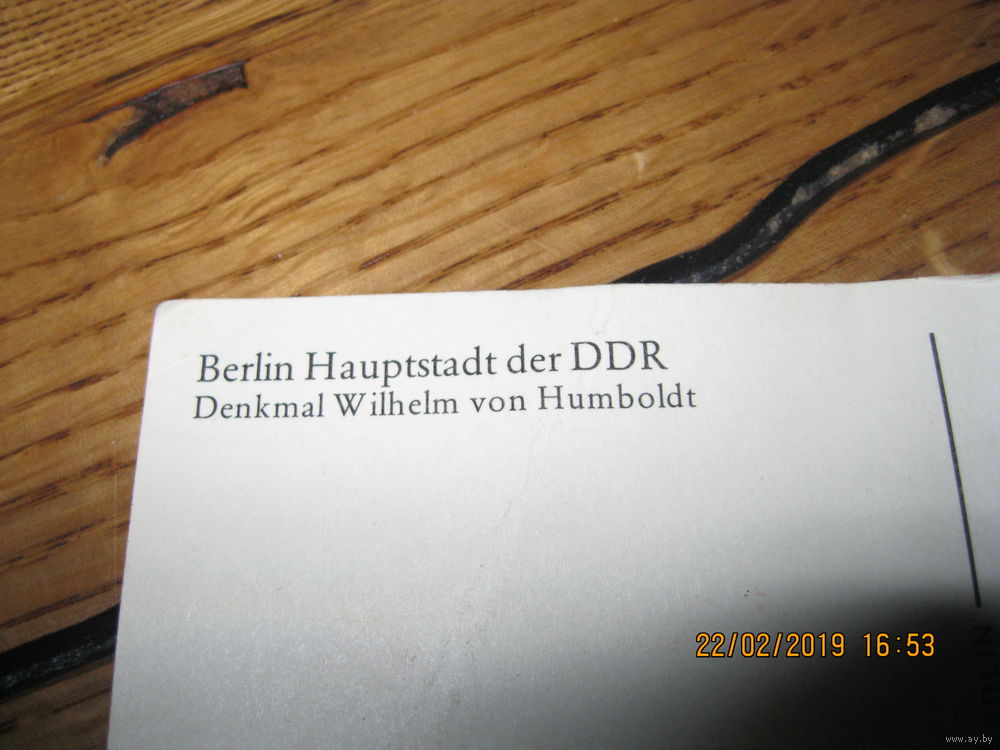 Berlin Hauptstadt der DDR
Denkmal Wilhelm von Humboldt
22/02/2019 16:53
www.ay.by